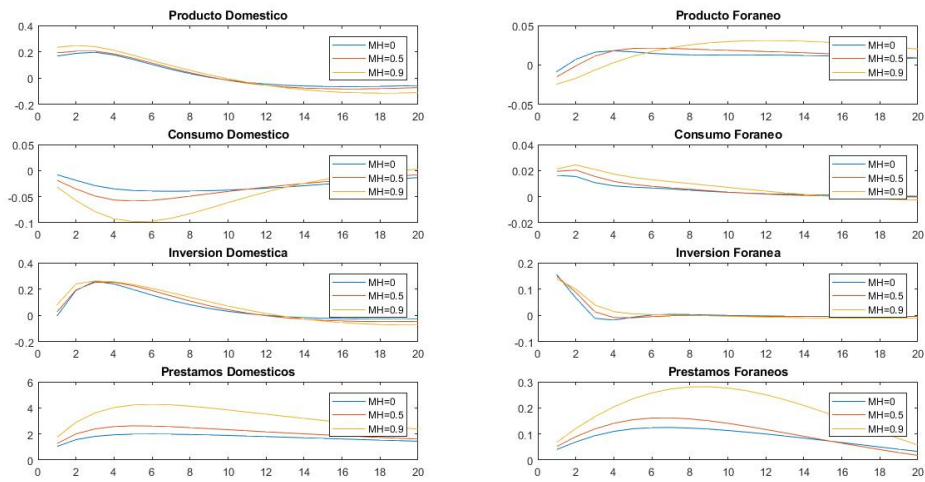 Producto Domestico
0.4
0.2
0
-0.2
MH=0
MH=0.5
MH=0.9
0 2 4 6 8 10 12 14 16 18 20
Producto Foraneo
0.05
0
-0.05
MH=0
MH=0.5
MH=0.9
0 2 4 6 8 10 12 14 16 18 20
Consumo Domestico
0.05
0
-0.05
-0.1
MH=0
MH=0.5
MH=0.9
0 2 4 6 8 10 12 14 16 18 20
Consumo Foraneo
0.04
0.02
0
-0.02
MH=0
MH=0.5
MH=0.9
0 2 4 6 8 10 12 14 16 18 20
Inversion Domestica
0.4
0.2
0
-0.2
MH=0
MH=0.5
MH=0.9
0 2 4 6 8 10 12 14 16 18 20
Inversion Foranea
0.2
0.1
0
-0.1
MH=0
MH=0.5
MH=0.9
0 2 4 6 8 10 12 14 16 18 20
Prestamos Domesticos
6
4
2
0
MH=0
MH=0.5
MH=0.9
0 2 4 6 8 10 12 14 16 18 20
Prestamos Foraneos
0.3
0.2
0.1
0
MH=0
MH=0.5
MH=0.9
0 2 4 6 8 10 12 14 16 18 20